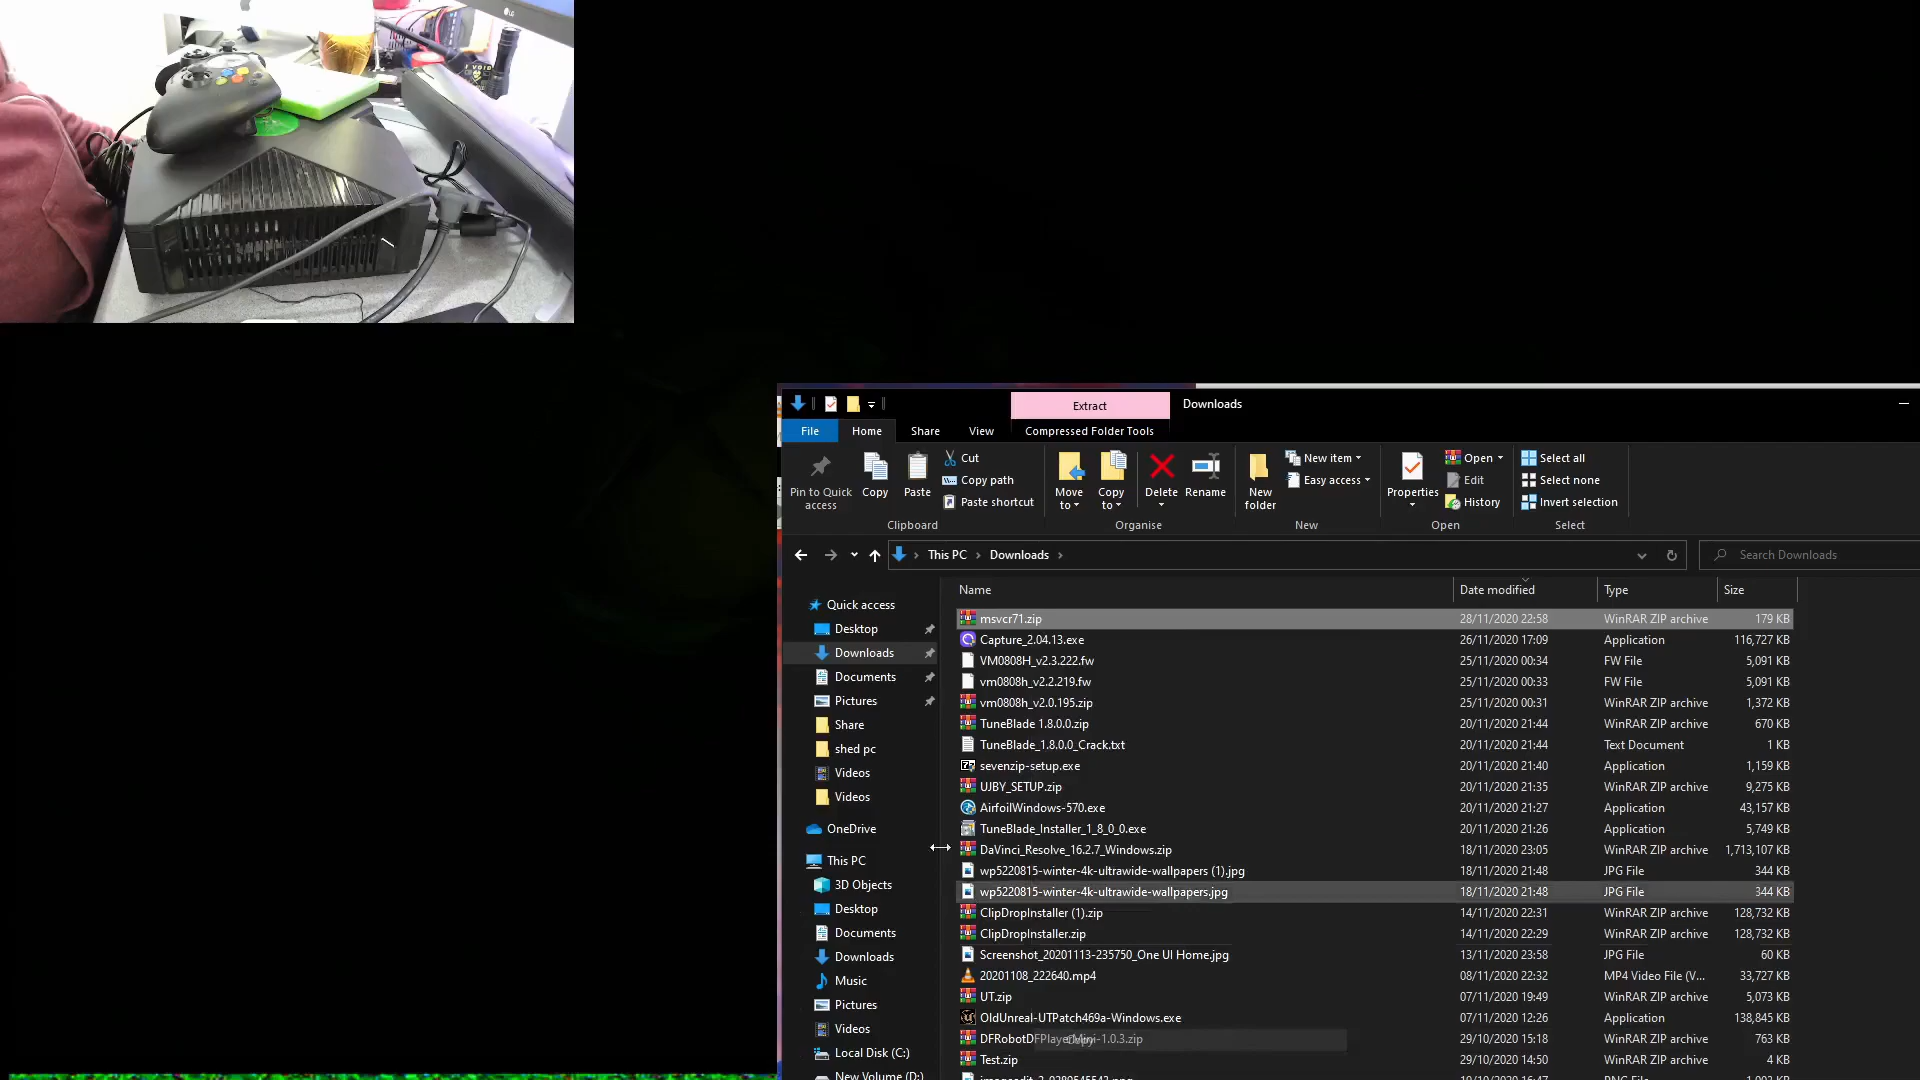 LG
I VOID
Extract
Downloads
File
Home
Share
View
Compressed Folder Tools
Pin to Quick access
Copy
Paste
Cut
Copy path
Paste shortcut
Move to
Copy to
Delete
Rename
New folder
New item
Easy access
Properties
Open
Edit
History
Select all
Select none
Invert selection
Clipboard
Organise
New
Open
Select
This PC
Downloads
Search Downloads
Name
Date modified
Type
Size
Quick access
Desktop
Downloads
Documents
Pictures
Share
shed pc
Videos
Videos
OneDrive
This PC
3D Objects
Desktop
Documents
Downloads
Music
Pictures
Videos
Local Disk (C:)
New Volume (D:)
msvcr71.zip 28/11/2020 22:58 WinRAR ZIP archive 179 KB
Capture_2.04.13.exe 26/11/2020 17:09 Application 116,727 KB
VM0808H_v2.3.222.fw 25/11/2020 00:34 FW File 5,091 KB
vm0808h_v2.2.219.fw 25/11/2020 00:33 FW File 5,091 KB
vm0808h_v2.0.195.zip 25/11/2020 00:31 WinRAR ZIP archive 1,372 KB
TuneBlade 1.8.0.0.zip 20/11/2020 21:44 WinRAR ZIP archive 670 KB
TuneBlade_1.8.0.0_Crack.txt 20/11/2020 21:44 Text Document 1 KB
sevenzip-setup.exe 20/11/2020 21:40 Application 1,159 KB
UJBY_SETUP.zip 20/11/2020 21:35 WinRAR ZIP archive 9,275 KB
AirfoilWindows-570.exe 20/11/2020 21:27 Application 43,157 KB
TuneBlade_Installer_1_8_0_0.exe 20/11/2020 21:26 Application 5,749 KB
DaVinci_Resolve_16.2.7_Windows.zip 18/11/2020 23:05 WinRAR ZIP archive 1,713,107 KB
wp5220815-winter-4k-ultrawide-wallpapers (1).jpg 18/11/2020 21:48 JPG File 344 KB
wp5220815-winter-4k-ultrawide-wallpapers.jpg 18/11/2020 21:48 JPG File 344 KB
ClipDropInstaller (1).zip 14/11/2020 22:31 WinRAR ZIP archive 128,732 KB
ClipDropInstaller.zip 14/11/2020 22:29 WinRAR ZIP archive 128,732 KB
Screenshot_20201113-235750_One UI Home.jpg 13/11/2020 23:58 JPG File 60 KB
20201108_222640.mp4 08/11/2020 22:32 MP4 Video File (V... 33,727 KB
UT.zip 07/11/2020 19:49 WinRAR ZIP archive 5,073 KB
OldUnreal-UTPatch469a-Windows.exe 07/11/2020 12:26 Application 138,845 KB
DFRobotDFPlayerMini-1.0.3.zip 29/10/2020 15:18 WinRAR ZIP archive 763 KB
Copy
Test.zip 29/10/2020 14:50 WinRAR ZIP archive 4 KB